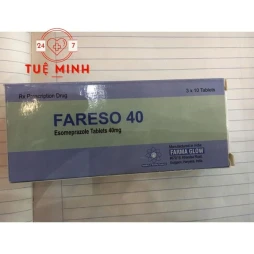 24 7
TUỆ MINH
Rx Prescription Drug
3 x 10 Tablets
FARESO 40
Esomeprazole Tablets 40mg
FARMA GLOW